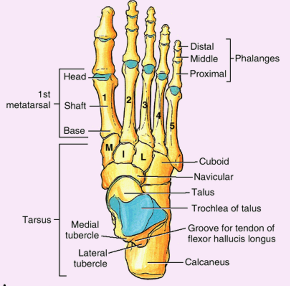 Distal
Middle
Proximal
Phalanges
Head
1st
metatarsal
Shaft
Base
1
2
3
4
5
M
I
L
Cuboid
Navicular
Talus
Trochlea of talus
Tarsus
Medial
tubercle
Groove for tendon of
flexor hallucis longus
Lateral
tubercle
Calcaneus